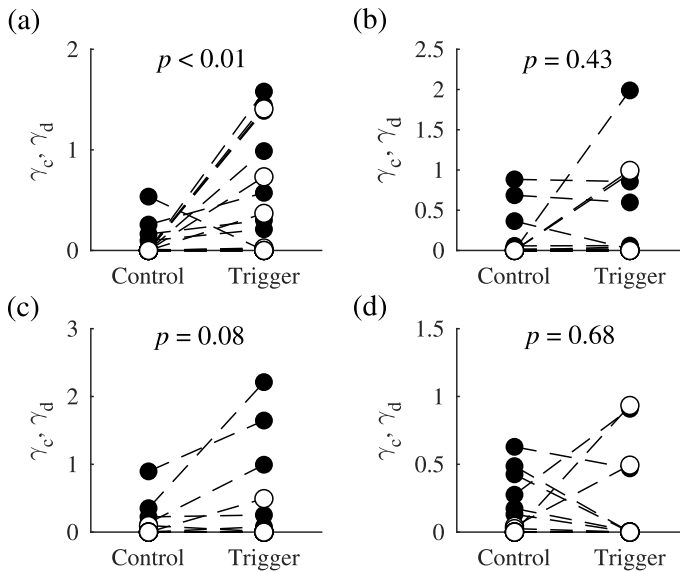 (a)
p < 0.01
2
1
0
γc, γd
Control Trigger
(b)
p = 0.43
2.5
2
1.5
1
0.5
0
γc, γd
Control Trigger
(c)
p = 0.08
3
2
1
0
γc, γd
Control Trigger
(d)
p = 0.68
1.5
1
0.5
0
γc, γd
Control Trigger